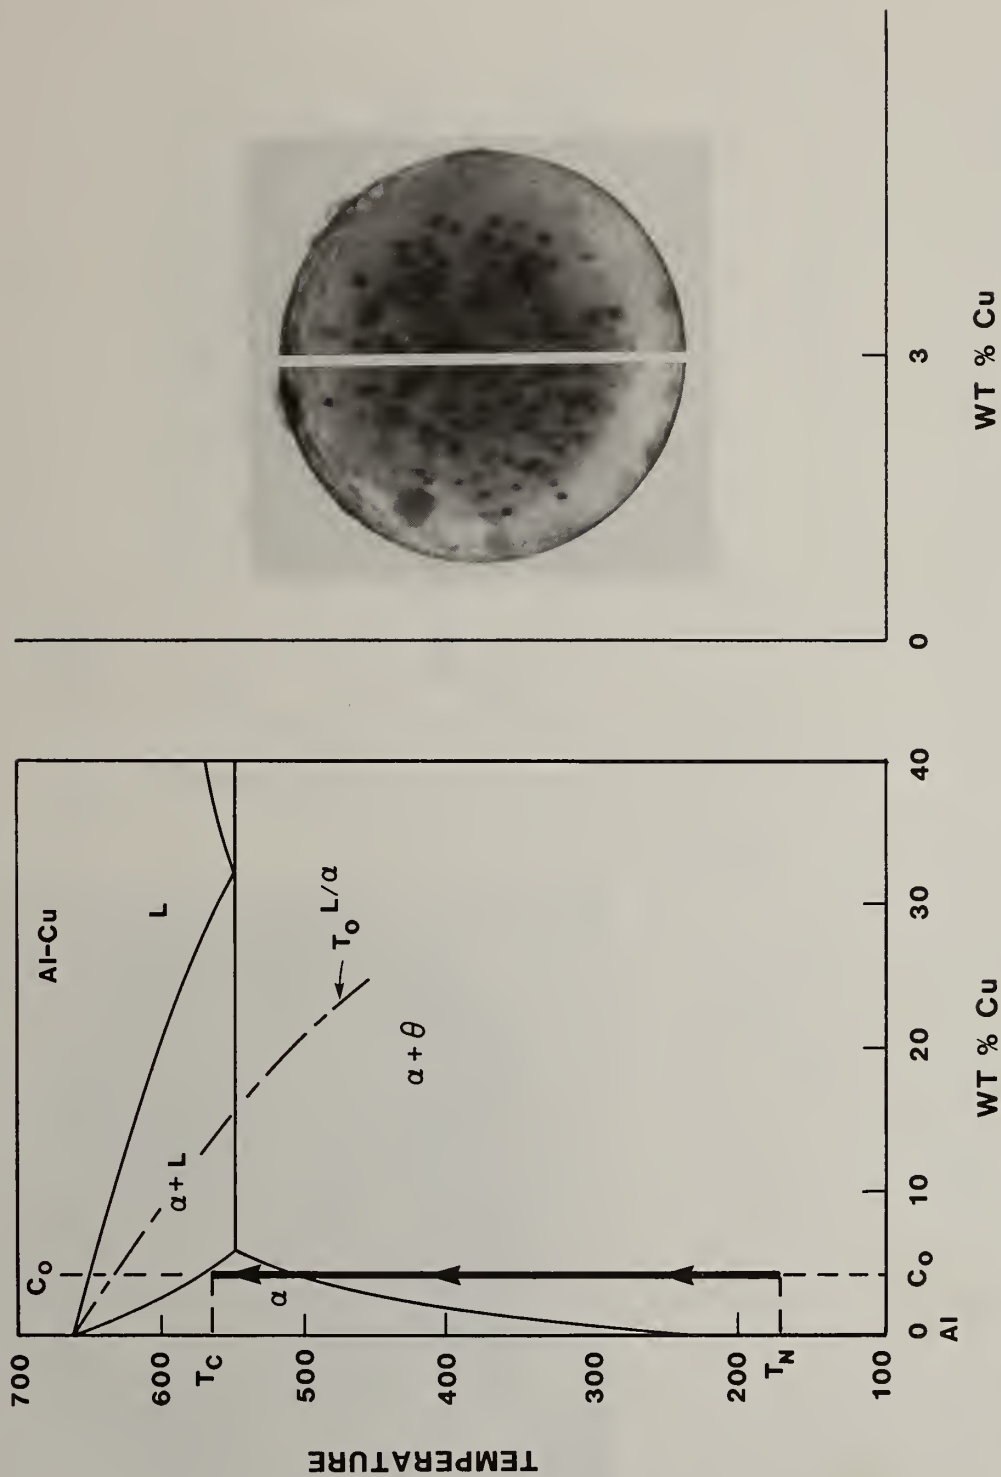 TEMPERATURE
700
600
T_C
500
400
300
200
T_N
100
C_O
Al-Cu
L
α + L
T_O L/α
α + θ
α
0 C_O 10 20 30 40
Al
WT % Cu
0 3
WT % Cu